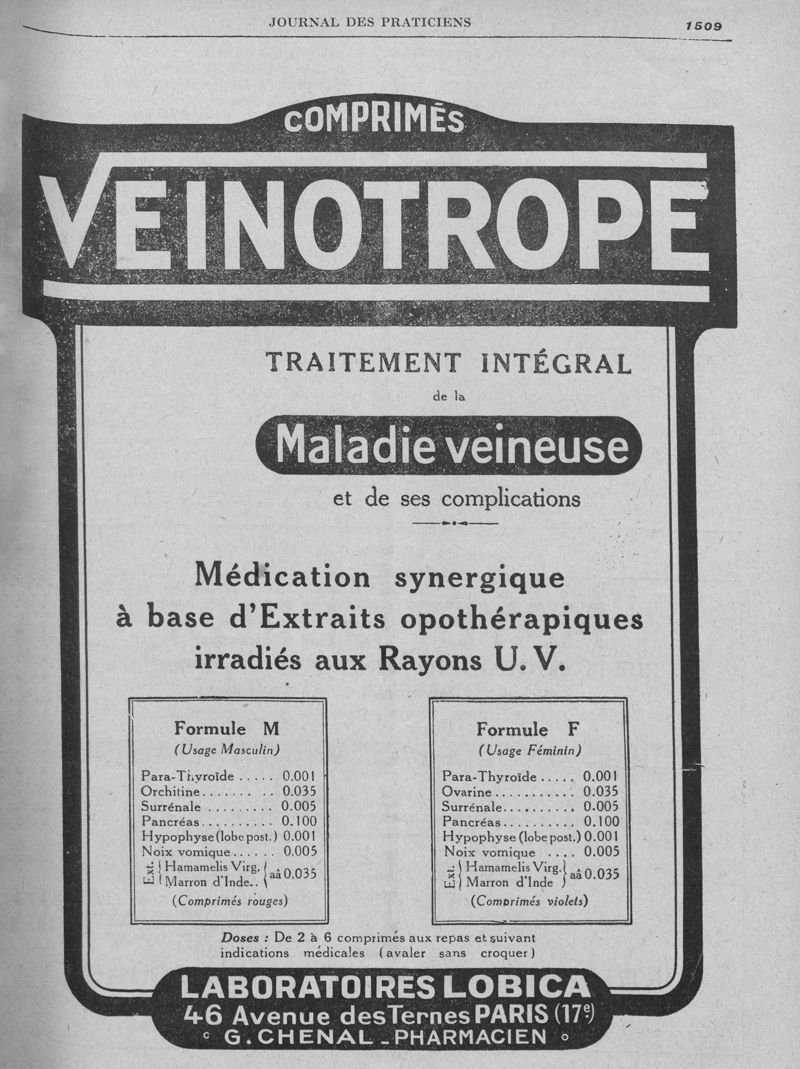 JOURNAL DES PRATICIENS
1509
COMPRIMÉS
VEINOTROPE
TRAITEMENT INTÉGRAL
de la
Maladie veineuse
et de ses complications
Médication synergique
à base d'Extraits opothérapiques
irradiés aux Rayons U. V.
Formule M
(Usage Masculin)
Para-Thyroïde ..... 0.001
Orchitine........ .. 0.035
Surrénale ......... 0.005
Pancréas.......... 0.100
Hypophyse (lobe post.) 0.001
Noix vomique...... 0.005
Ext. { Hamamelis Virg. } aâ 0.035
Marron d'Inde..
(Comprimés rouges)
Formule F
(Usage Féminin)
Para-Thyroïde ..... 0.001
Ovarine ........... 0.035
Surrénale.......... 0.005
Pancréas.......... 0.100
Hypophyse (lobe post.) 0.001
Noix vomique .... 0.005
Ext. { Hamamelis Virg. } aâ 0.035
Marron d'Inde
(Comprimés violets)
Doses : De 2 à 6 comprimés aux repas et suivant
indications médicales (avaler sans croquer)
LABORATOIRES LOBICA
46 Avenue des Ternes PARIS (17e)
G. CHENAL - PHARMACIEN